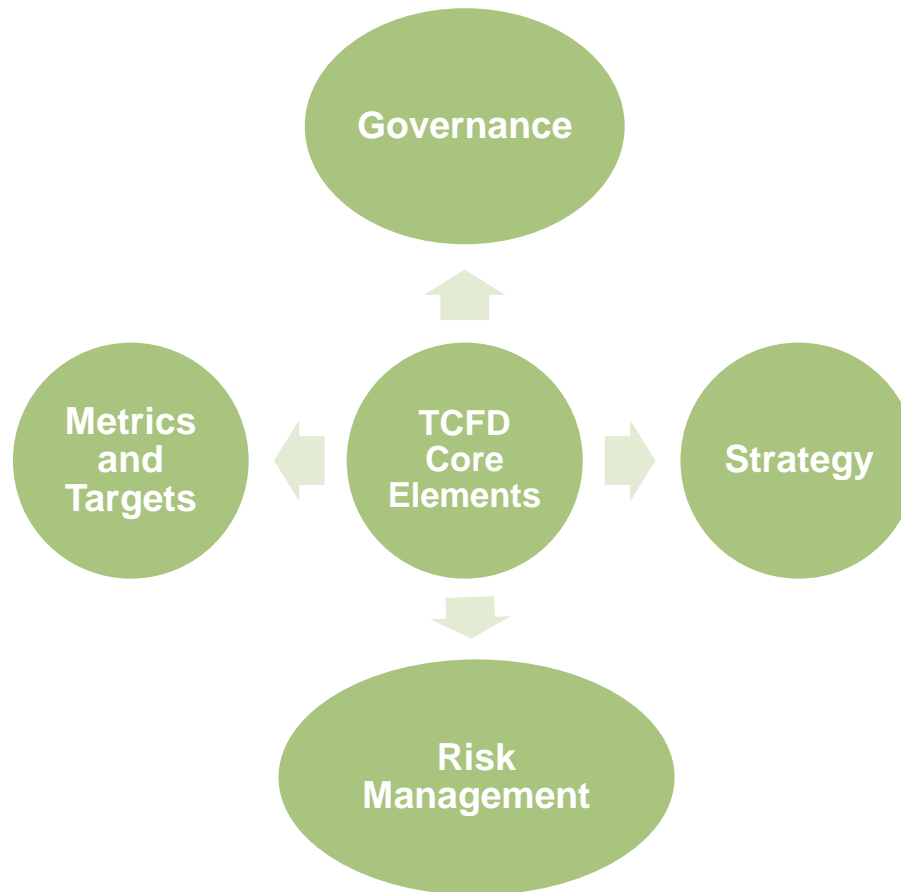 Governance
Metrics
and
Targets
TCFD
Core
Elements
Strategy
Risk
Management